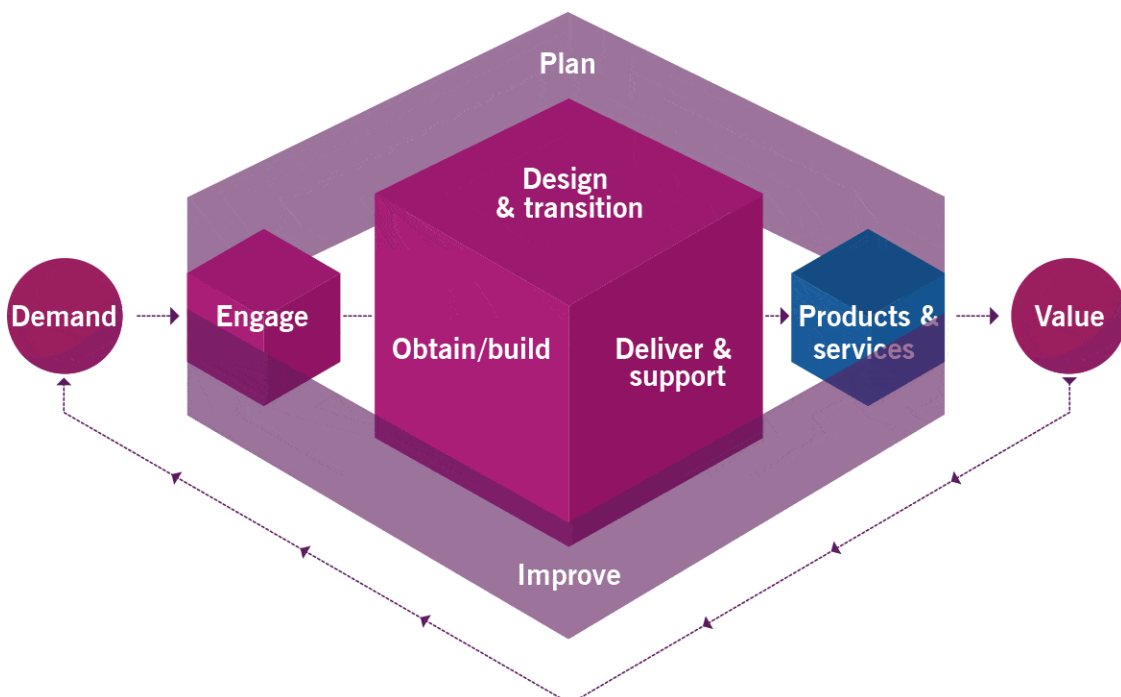 Plan
Design
& transition
Demand
Engage
Obtain/build
Deliver &
support
Products &
services
Value
Improve